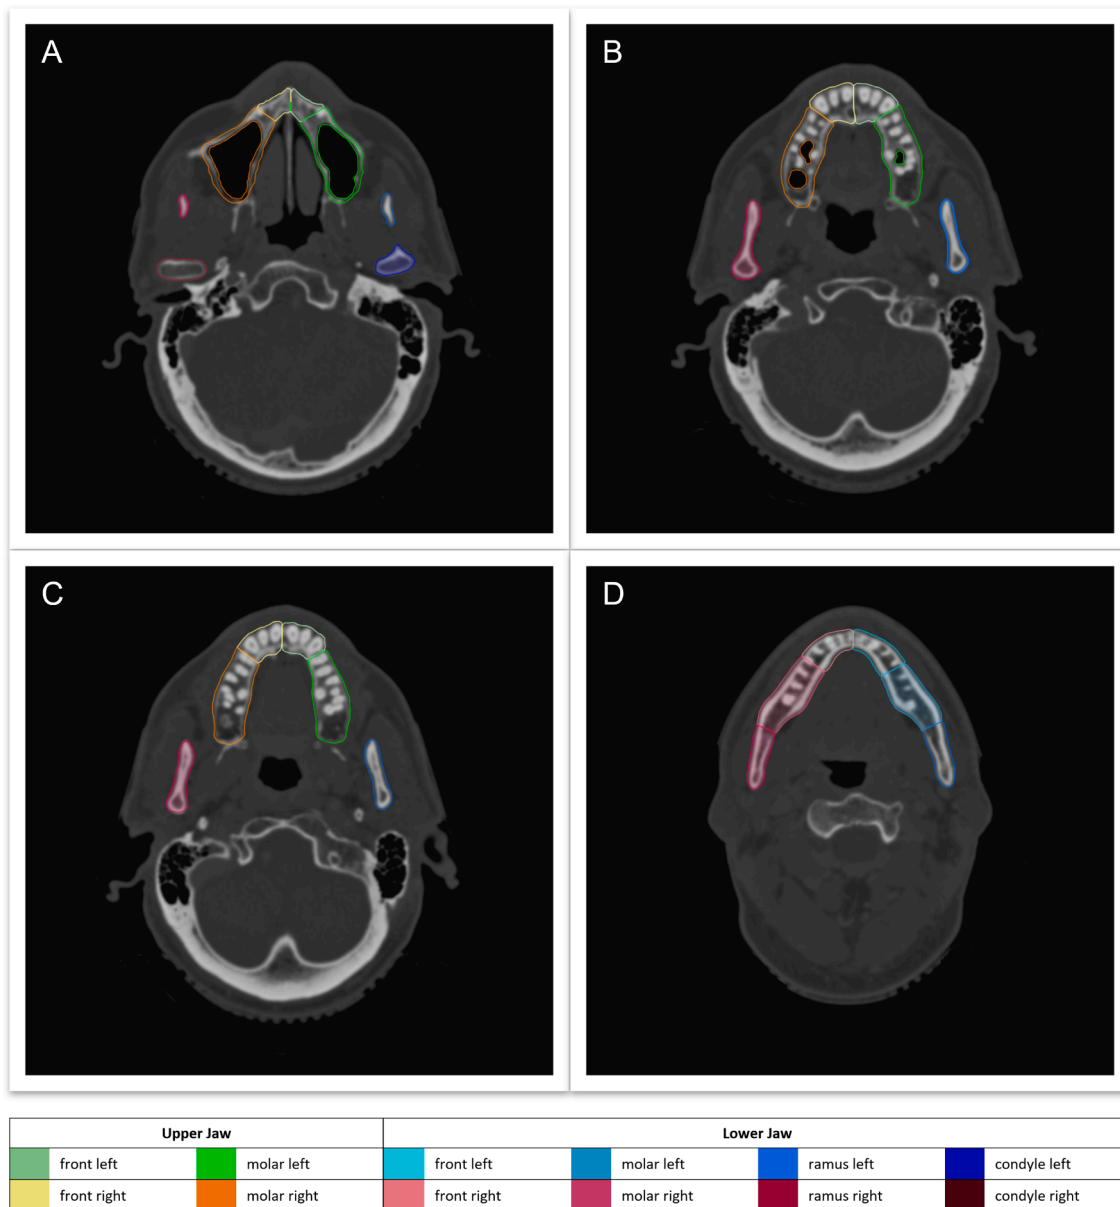 A
B
C
D
Upper Jaw
Lower Jaw
front left
molar left
front left
molar left
ramus left
condyle left
front right
molar right
front right
molar right
ramus right
condyle right